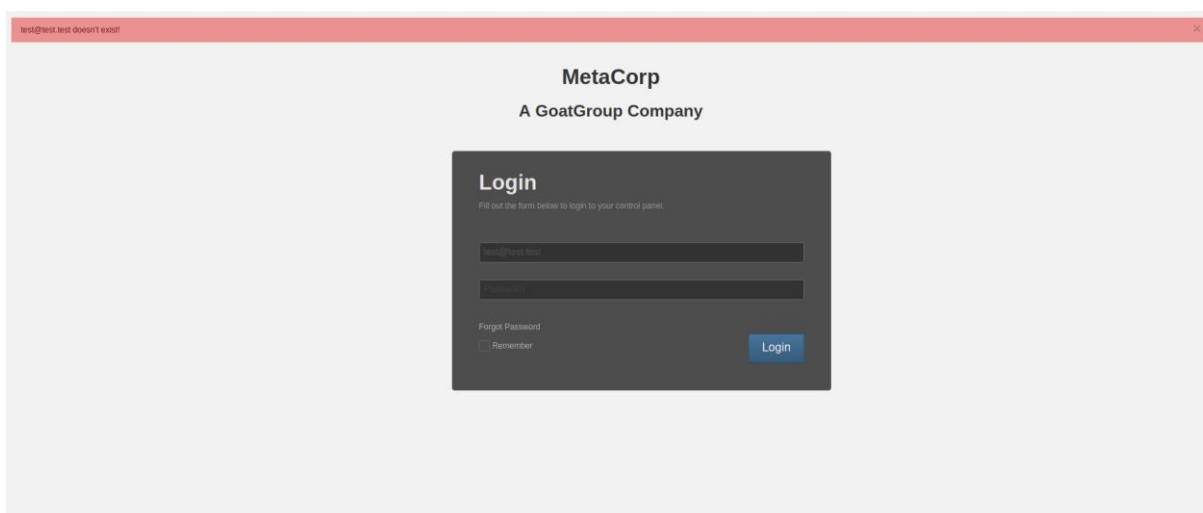 test@test.test doesn't exist!
×
MetaCorp
A GoatGroup Company
Login
Fill out the form below to login to your control panel.
test@test.test
Password
Forgot Password
Remember
Login